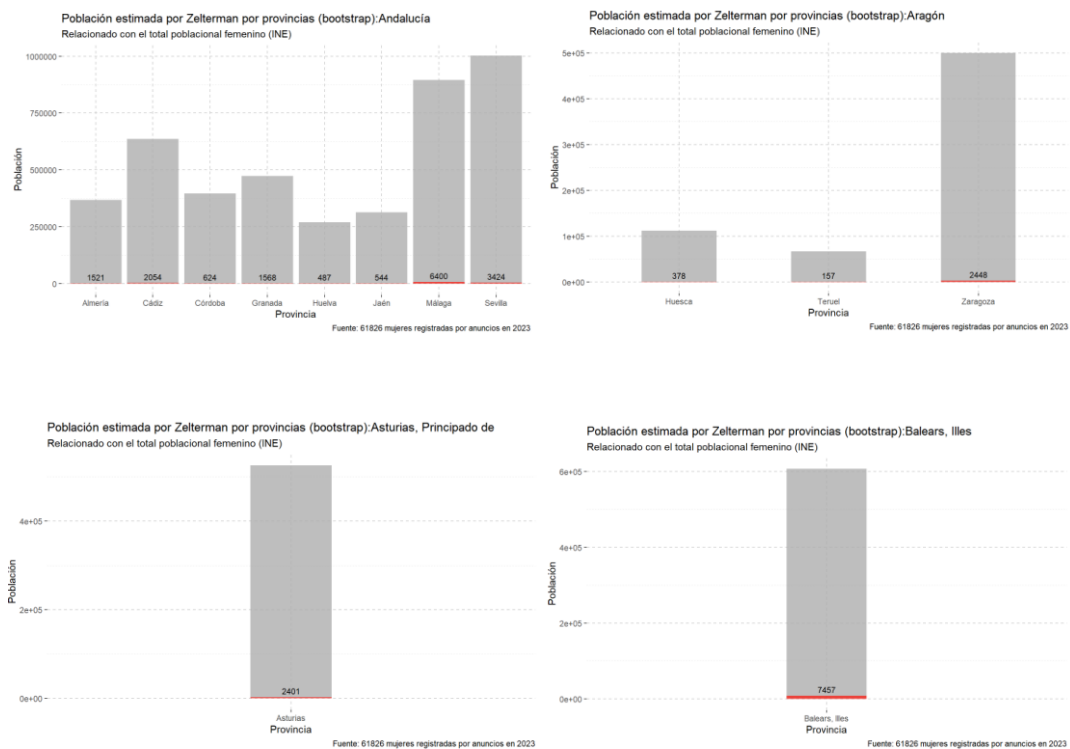 Población estimada por Zelterman por provincias (bootstrap):Andalucía
Relacionado con el total poblacional femenino (INE)
1000000
750000
500000
250000
0
Población
1521 2054 624 1568 487 544 6400 3424
Almería Cádiz Córdoba Granada Huelva Jaén Málaga Sevilla
Provincia
Fuente: 61826 mujeres registradas por anuncios en 2023
Población estimada por Zelterman por provincias (bootstrap):Aragón
Relacionado con el total poblacional femenino (INE)
5e+05
4e+05
3e+05
2e+05
1e+05
0e+00
Población
378 157 2448
Huesca Teruel Zaragoza
Provincia
Fuente: 61826 mujeres registradas por anuncios en 2023
Población estimada por Zelterman por provincias (bootstrap):Asturias, Principado de
Relacionado con el total poblacional femenino (INE)
4e+05
2e+05
0e+00
Población
2401
Asturias
Provincia
Fuente: 61826 mujeres registradas por anuncios en 2023
Población estimada por Zelterman por provincias (bootstrap):Balears, Illes
Relacionado con el total poblacional femenino (INE)
6e+05
4e+05
2e+05
0e+00
Población
7457
Balears, Illes
Provincia
Fuente: 61826 mujeres registradas por anuncios en 2023